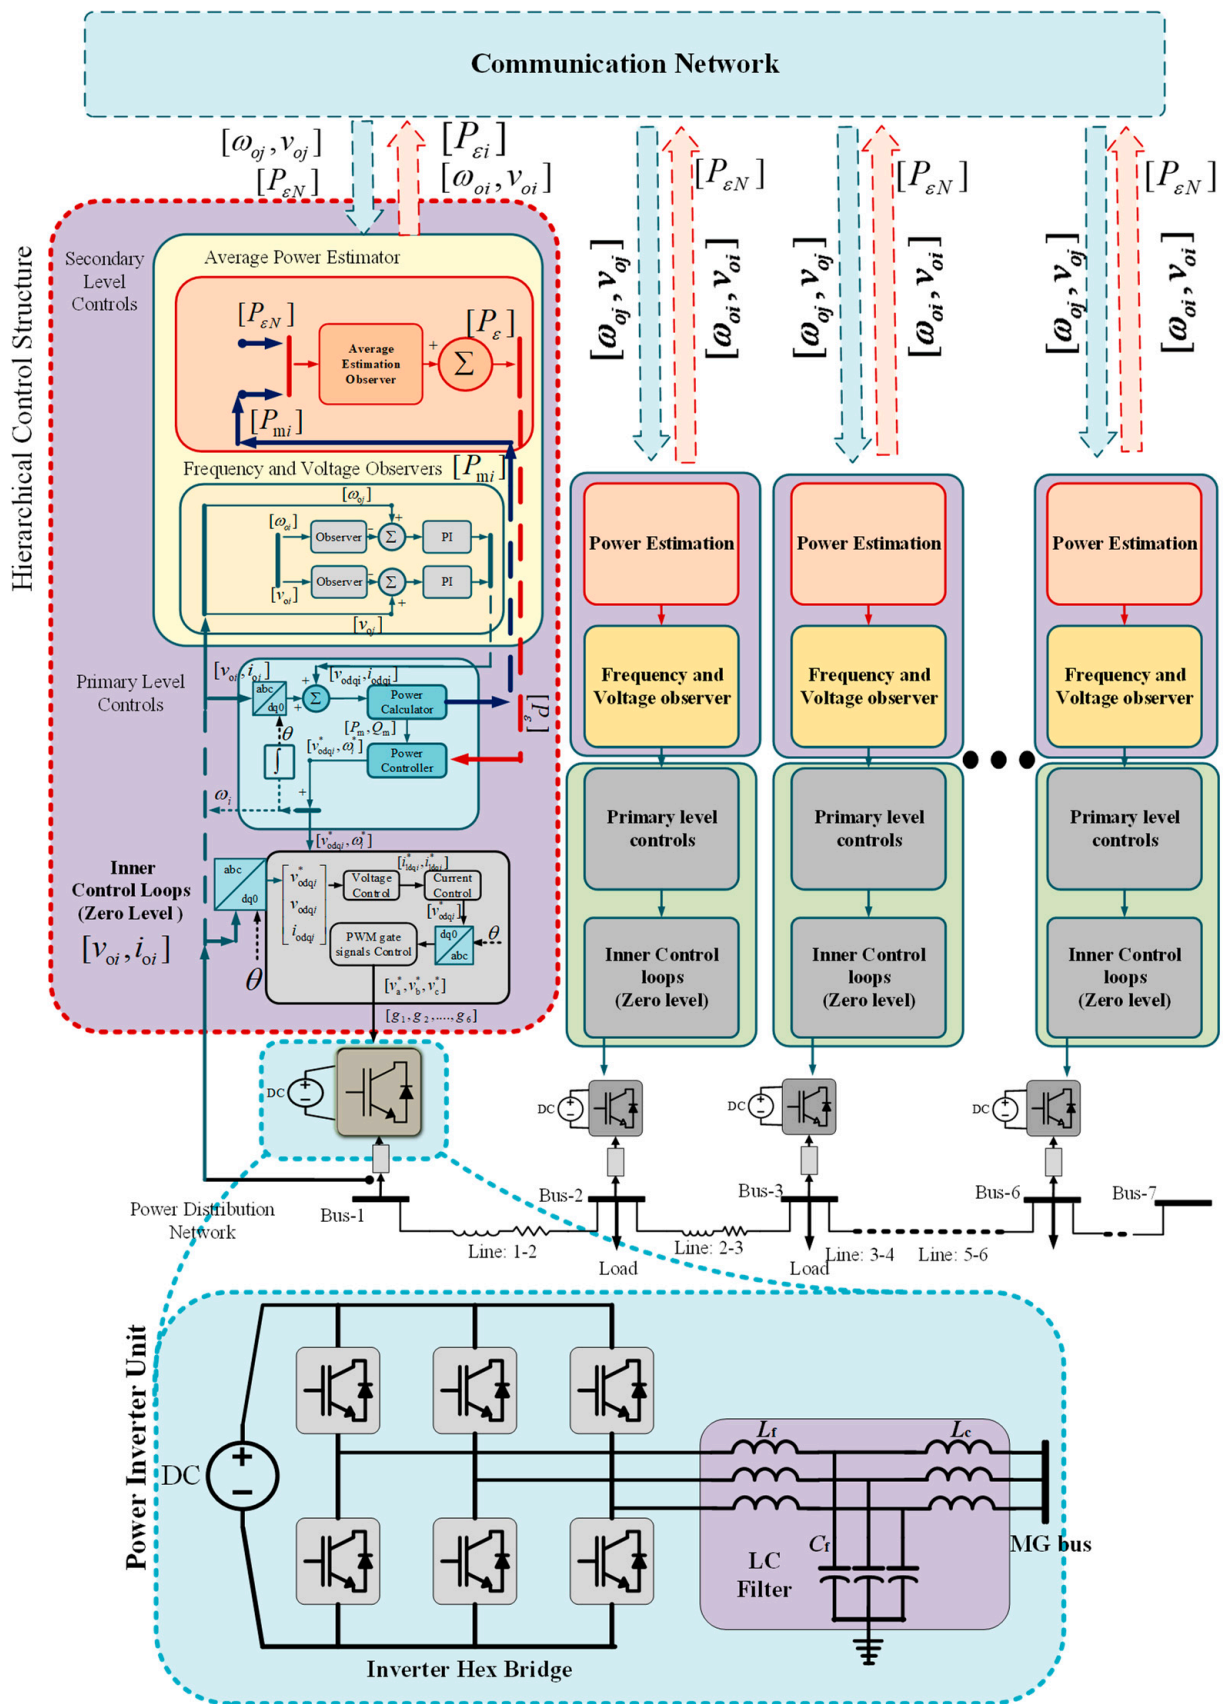 Communication Network
[ω_oj, v_oj]
[P_εN]
[P_εi]
[ω_oi, v_oi]
[P_εN]
[P_εN]
[P_εN]
[ω_oj, v_oj]
[ω_oi, v_oi]
[ω_oj, v_oj]
[ω_oi, v_oi]
[ω_oj, v_oj]
[ω_oi, v_oi]
Hierarchical Control Structure
Secondary
Level
Controls
Average Power Estimator
[P_εN]
Average
Estimation
Observer
+
Σ
[P_ε]
[P_mi]
Frequency and Voltage Observers
[P_mi]
[ω_oj]
[ω_oi]
Observer
−
+
Σ
PI
[v_oi]
Observer
−
+
Σ
PI
[v_oj]
Primary Level
Controls
[v_oi, i_oi]
abc
dq0
+
+
Σ
[v_odqi, i_odqi]
Power
Calculator
[P_m, Q_m]
[P_ε]
θ
∫
[v*_odqi, ω*_i]
Power
Controller
+
ω_i
[v*_odqi, ω*_i]
Inner
Control Loops
(Zero Level )
[v_oi, i_oi]
abc
dq0
θ
v*_odqi
v_odqi
i_odqi
Voltage
Control
[i*_ldqi, i*_ldqi]
Current
Control
[v*_odqi]
PWM gate
signals Control
dq0
abc
θ
[v*_a, v*_b, v*_c]
[g_1, g_2, ...., g_6]
Power Estimation
Frequency and
Voltage observer
Primary level
controls
Inner Control
loops
(Zero level)
Power Estimation
Frequency and
Voltage observer
Primary level
controls
Inner Control
loops
(Zero level)
Power Estimation
Frequency and
Voltage observer
Primary level
controls
Inner Control
loops
(Zero level)
DC
DC
DC
DC
Power Distribution
Network
Bus-1
Bus-2
Bus-3
Bus-6
Bus-7
Line: 1-2
Line: 2-3
Line: 3-4
Line: 5-6
Load
Load
Power Inverter Unit
DC
L_f
L_c
C_f
LC
Filter
MG bus
Inverter Hex Bridge